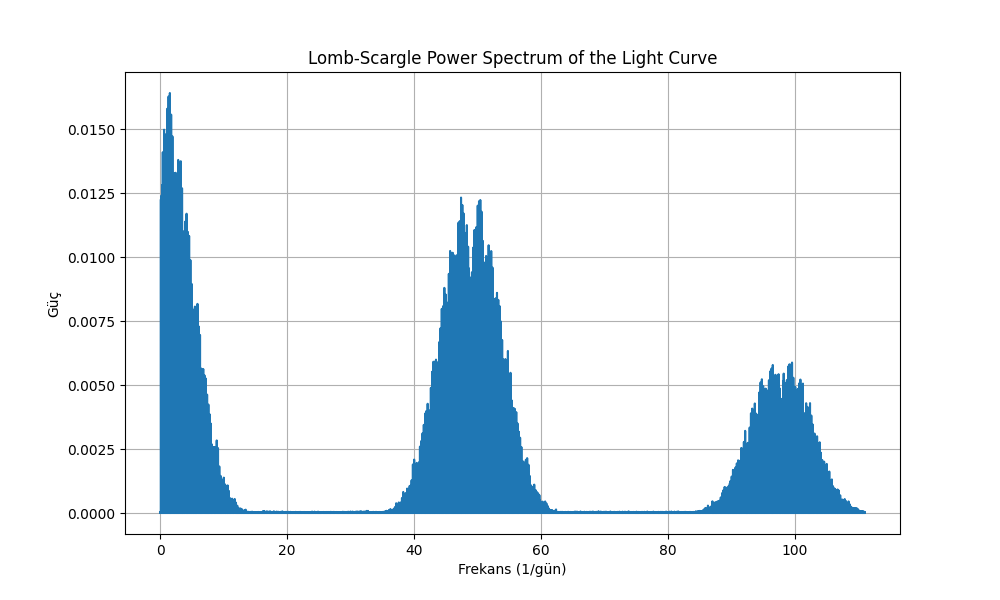 Lomb-Scargle Power Spectrum of the Light Curve
0.0150
0.0125
0.0100
0.0075
0.0050
0.0025
0.0000
Güç
0 20 40 60 80 100
Frekans (1/gün)